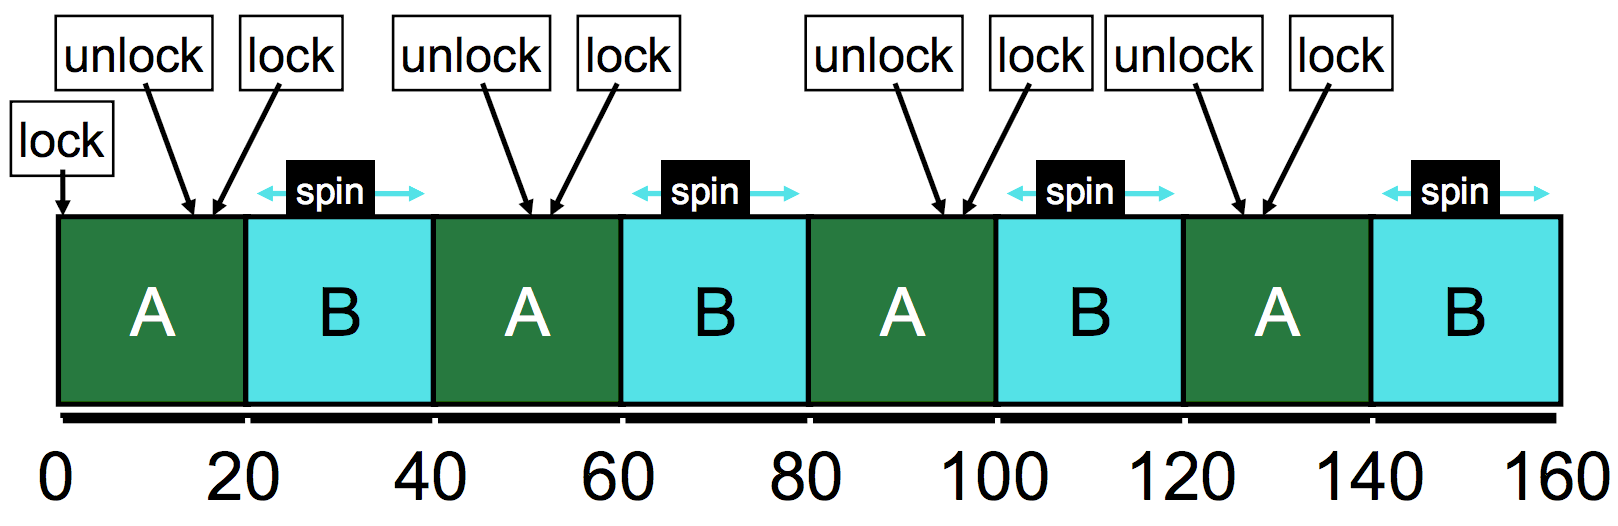 unlock lock unlock lock unlock lock unlock lock
lock
spin spin spin spin
A B A B A B A B
0 20 40 60 80 100 120 140 160